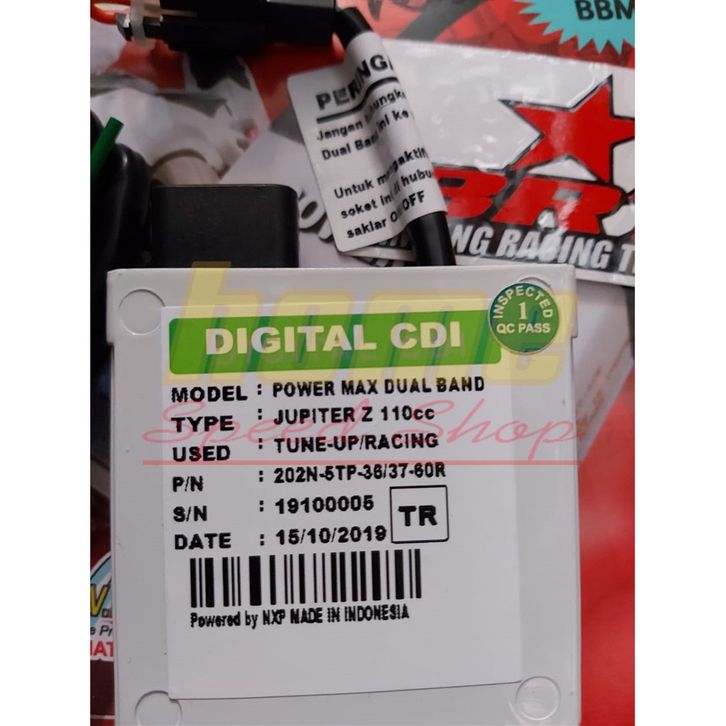 BBM
PERINGA
Jangan
Dual Band ini ke
Untuk
soket ini
saklar ON/OFF
BRT
NG RACING T
home
INSPECTED
1
QC PASS
DIGITAL CDI
MODEL : POWER MAX DUAL BAND
TYPE : JUPITER Z 110cc
Speed Shop
USED : TUNE-UP/RACING
P/N : 202N-5TP-36/37-60R
S/N : 19100005
TR
DATE : 15/10/2019
Powered by NXP MADE IN INDONESIA